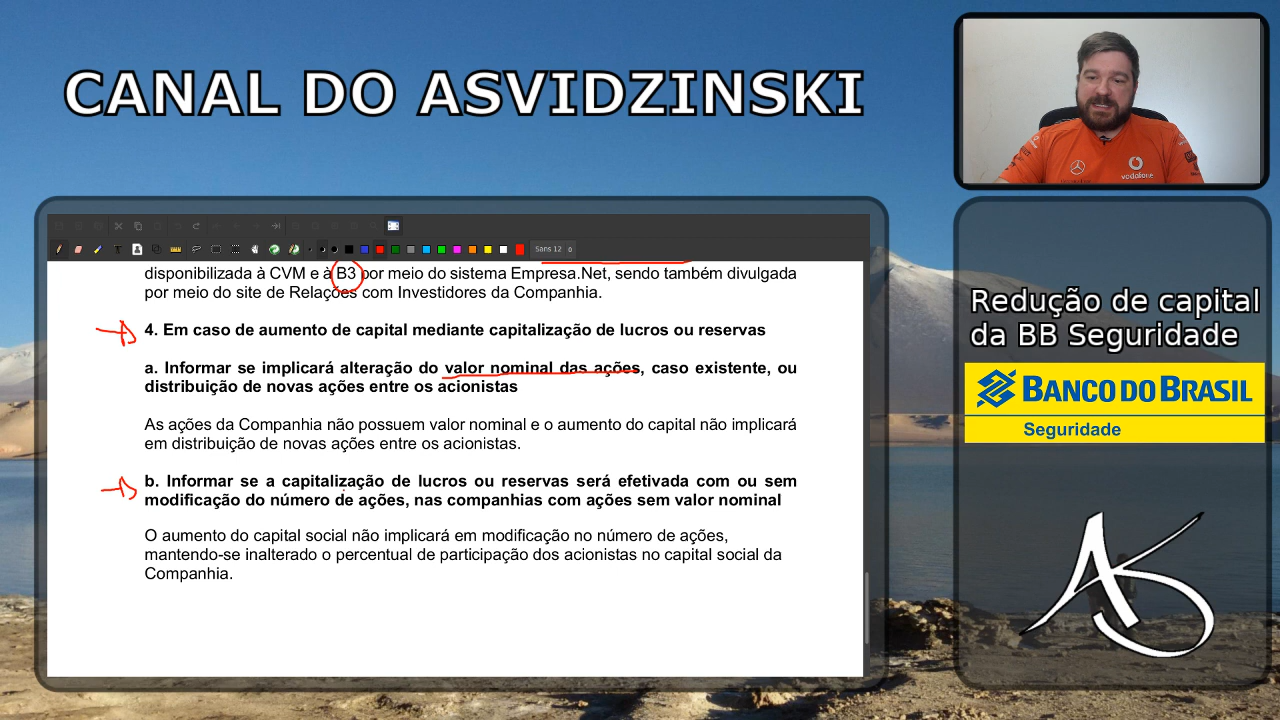 CANAL DO ASVIDZINSKI
vodafone
Sans 12
disponibilizada à CVM e à B3 por meio do sistema Empresa.Net, sendo também divulgada
por meio do site de Relações com Investidores da Companhia.
4. Em caso de aumento de capital mediante capitalização de lucros ou reservas
a. Informar se implicará alteração do valor nominal das ações, caso existente, ou
distribuição de novas ações entre os acionistas
As ações da Companhia não possuem valor nominal e o aumento do capital não implicará
em distribuição de novas ações entre os acionistas.
b. Informar se a capitalização de lucros ou reservas será efetivada com ou sem
modificação do número de ações, nas companhias com ações sem valor nominal
O aumento do capital social não implicará em modificação no número de ações,
mantendo-se inalterado o percentual de participação dos acionistas no capital social da
Companhia.
Redução de capital
da BB Seguridade
BANCO DO BRASIL
Seguridade
AS